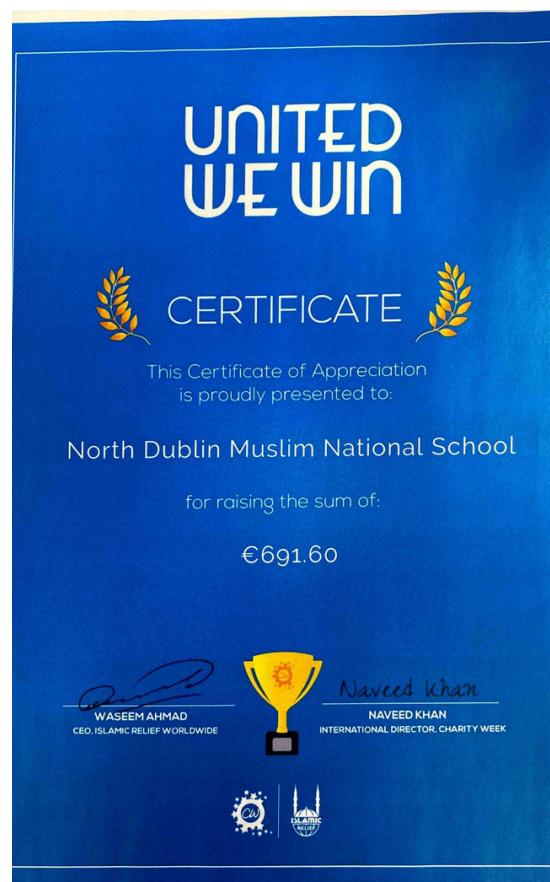 UNITED
WE WIN
CERTIFICATE
This Certificate of Appreciation
is proudly presented to:
North Dublin Muslim National School
for raising the sum of:
€691.60
Naveed Khan
WASEEM AHMAD
CEO, ISLAMIC RELIEF WORLDWIDE
NAVEED KHAN
INTERNATIONAL DIRECTOR, CHARITY WEEK
CW
ISLAMIC
RELIEF